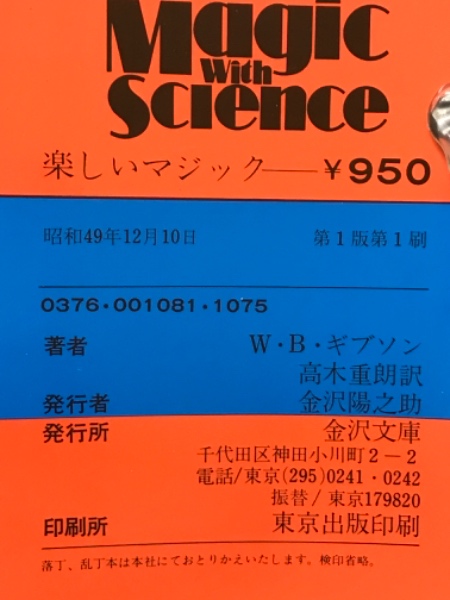 Magic
With
Science
楽しいマジック——￥950
昭和49年12月10日 第1版第1刷
0376・001081・1075
著者 W・B・ギブソン
高木重朗訳
発行者 金沢陽之助
発行所 金沢文庫
千代田区神田小川町2－2
電話/東京(295)0241・0242
振替/東京179820
印刷所 東京出版印刷
落丁、乱丁本は本社にておとりかえいたします。検印省略。